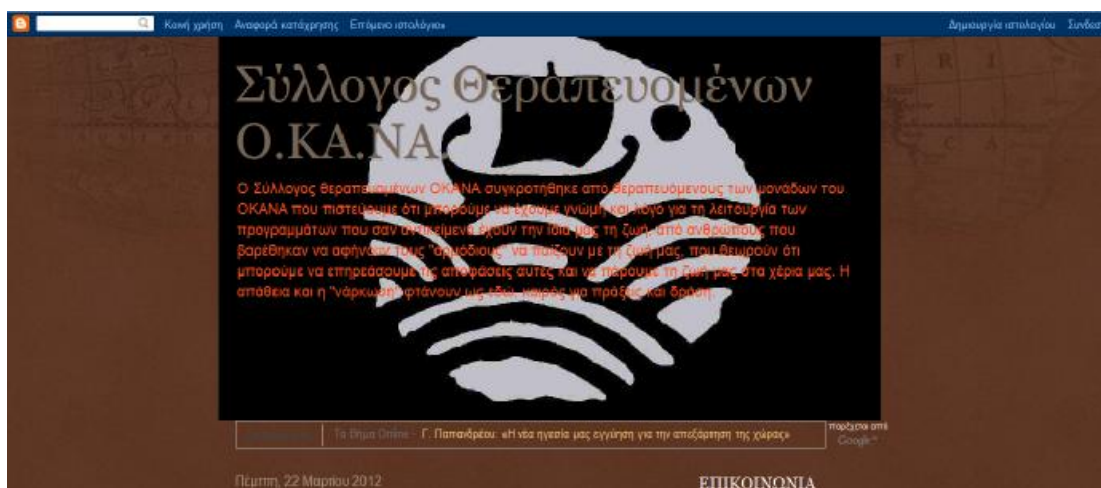 Κοινή χρήση Αναφορά κατάχρησης Επόμενο ιστολόγιο» Δημιουργία ιστολογίου Συνδεσ
F R I
C A
Σύλλογος Θεραπευομένων
Ο.ΚΑ.ΝΑ.
Ο Σύλλογος θεραπευομένων ΟΚΑΝΑ συγκροτήθηκε από θεραπευόμενους των μονάδων του
ΟΚΑΝΑ που πιστεύουμε ότι μπορούμε να έχουμε γνώμη και λόγο για τη λειτουργία των
προγραμμάτων που σαν αντικείμενο έχουν την ίδια μας τη ζωή, από ανθρώπους που
βαρέθηκαν να αφήνουν τους "αρμόδιους" να παίζουν με τη ζωή μας, που θεωρούν ότι
μπορούμε να επηρεάσουμε τις αποφάσεις αυτές και να πάρουμε τη ζωή μας στα χέρια μας. Η
απάθεια και η "νάρκωση" φτάνουν ως εδώ, καιρός για πράξεις και δράση.
Το Βήμα Online - Γ. Παπανδρέου: «Η νέα ηγεσία μας εγγύηση για την απεξάρτηση της χώρας»
παρέχεται από
Google™
Πέμπτη, 22 Μαρτίου 2012
ΕΠΙΚΟΙΝΩΝΙΑ